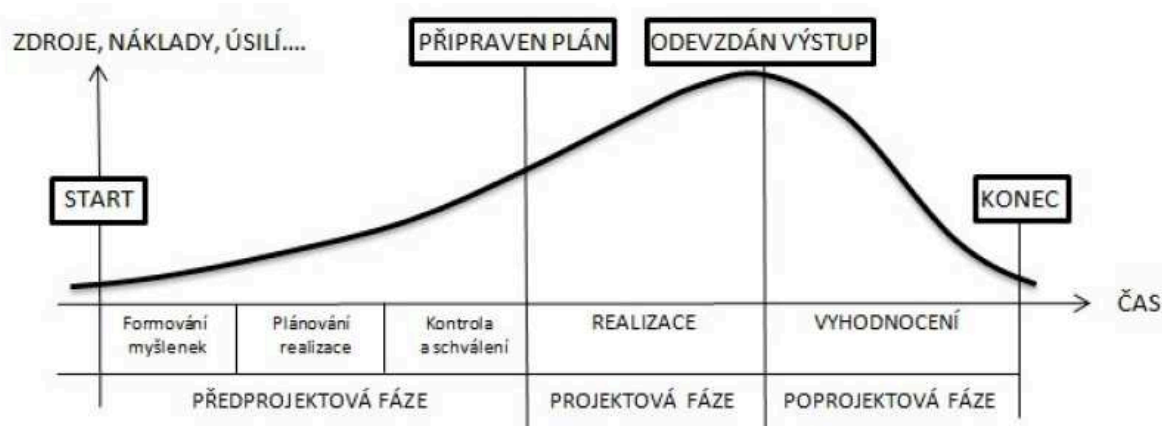 ZDROJE, NÁKLADY, ÚSILÍ....
PŘIPRAVEN PLÁN
ODEVZDÁN VÝSTUP
START
KONEC
ČAS
Formování
myšlenek
Plánování
realizace
Kontrola
a schválení
REALIZACE
VYHODNOCENÍ
PŘEDPROJEKTOVÁ FÁZE
PROJEKTOVÁ FÁZE
POPROJEKTOVÁ FÁZE